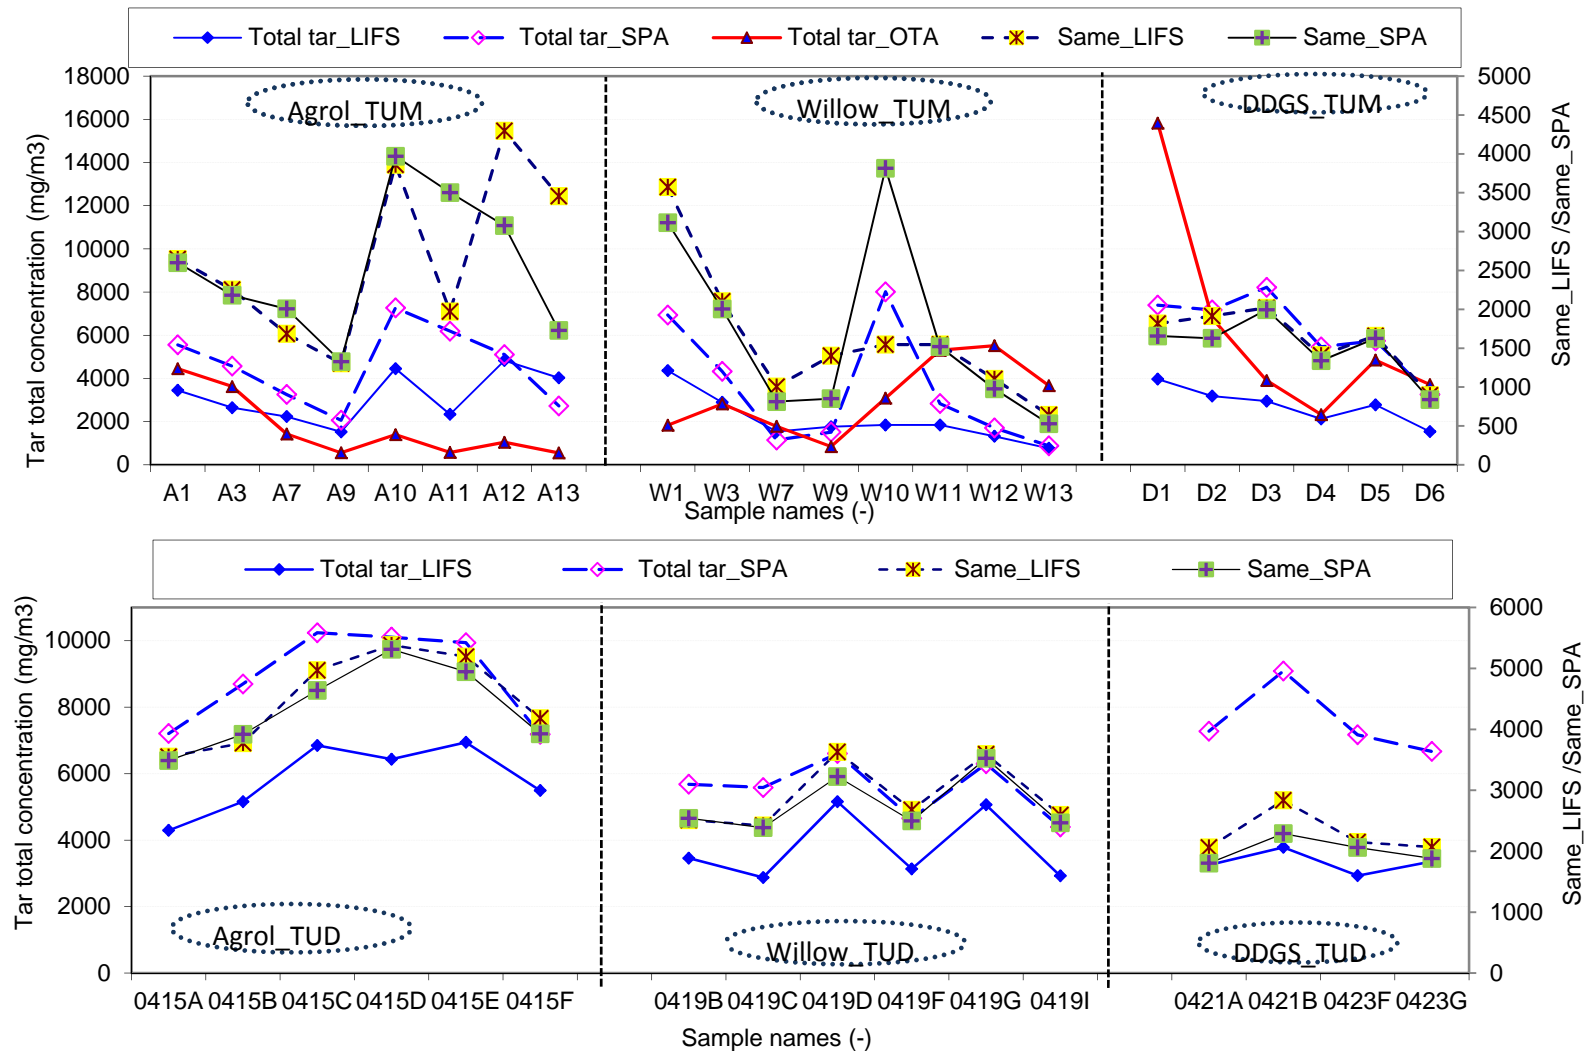 Total tar_LIFS Total tar_SPA Total tar_OTA Same_LIFS Same_SPA
18000
16000
14000
12000
10000
8000
6000
4000
2000
0
Tar total concentration (mg/m3)
Agrol_TUM Willow_TUM DDGS_TUM
5000
4500
4000
3500
3000
2500
2000
1500
1000
500
0
Same_LIFS /Same_SPA
A1 A3 A7 A9 A10 A11 A12 A13 W1 W3 W7 W9 W10 W11 W12 W13 D1 D2 D3 D4 D5 D6
Sample names (-)
Total tar_LIFS Total tar_SPA Same_LIFS Same_SPA
10000
8000
6000
4000
2000
0
Tar total concentration (mg/m3)
6000
5000
4000
3000
2000
1000
0
Same_LIFS /Same_SPA
Agrol_TUD Willow_TUD DDGS_TUD
0415A 0415B 0415C 0415D 0415E 0415F 0419B 0419C 0419D 0419F 0419G 0419I 0421A 0421B 0423F 0423G
Sample names (-)